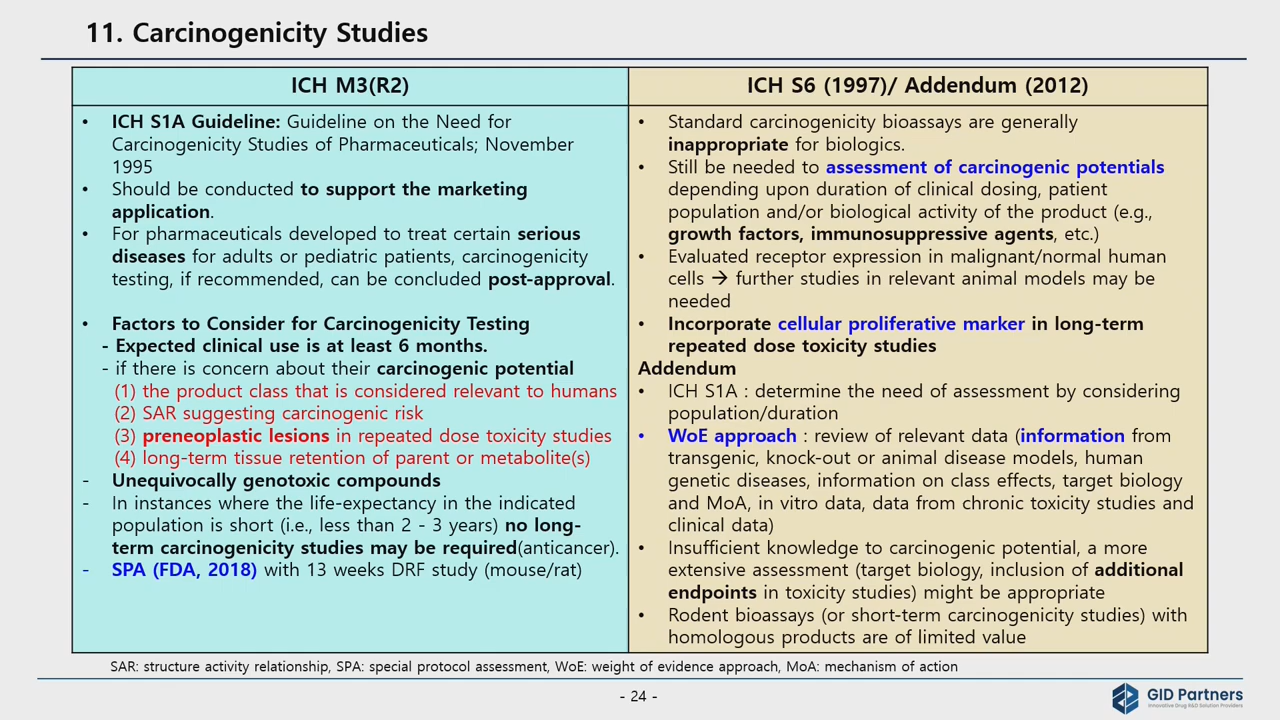 11. Carcinogenicity Studies
ICH M3(R2)
• ICH S1A Guideline: Guideline on the Need for
Carcinogenicity Studies of Pharmaceuticals; November
1995
• Should be conducted to support the marketing
application.
• For pharmaceuticals developed to treat certain serious
diseases for adults or pediatric patients, carcinogenicity
testing, if recommended, can be concluded post-approval.
• Factors to Consider for Carcinogenicity Testing
- Expected clinical use is at least 6 months.
- if there is concern about their carcinogenic potential
(1) the product class that is considered relevant to humans
(2) SAR suggesting carcinogenic risk
(3) preneoplastic lesions in repeated dose toxicity studies
(4) long-term tissue retention of parent or metabolite(s)
- Unequivocally genotoxic compounds
- In instances where the life-expectancy in the indicated
population is short (i.e., less than 2 - 3 years) no long-
term carcinogenicity studies may be required(anticancer).
- SPA (FDA, 2018) with 13 weeks DRF study (mouse/rat)
ICH S6 (1997)/ Addendum (2012)
• Standard carcinogenicity bioassays are generally
inappropriate for biologics.
• Still be needed to assessment of carcinogenic potentials
depending upon duration of clinical dosing, patient
population and/or biological activity of the product (e.g.,
growth factors, immunosuppressive agents, etc.)
• Evaluated receptor expression in malignant/normal human
cells → further studies in relevant animal models may be
needed
• Incorporate cellular proliferative marker in long-term
repeated dose toxicity studies
Addendum
• ICH S1A : determine the need of assessment by considering
population/duration
• WoE approach : review of relevant data (information from
transgenic, knock-out or animal disease models, human
genetic diseases, information on class effects, target biology
and MoA, in vitro data, data from chronic toxicity studies and
clinical data)
• Insufficient knowledge to carcinogenic potential, a more
extensive assessment (target biology, inclusion of additional
endpoints in toxicity studies) might be appropriate
• Rodent bioassays (or short-term carcinogenicity studies) with
homologous products are of limited value
SAR: structure activity relationship, SPA: special protocol assessment, WoE: weight of evidence approach, MoA: mechanism of action
- 24 -
GID Partners
Innovative Drug R&D Solution Providers